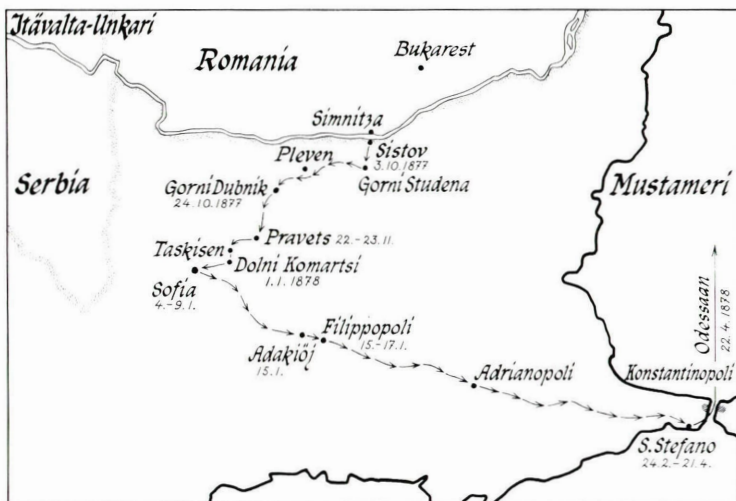 Itävalta-Unkari
Romania
Bukarest
Simnitza
Sistov
3.10.1877
Pleven
Gorni Studena
Gorni Dubnik
24.10.1877
Serbia
Mustameri
Pravets 22.-23.11.
Taskisen
Dolni Komartsi
1.1.1878
Sofia
4.-9.1.
Filippopoli
15.-17.1.
Adakiöj
15.1.
Adrianopoli
Odessaan
22.4.1878
Konstantinopoli
S.Stefano
24.2.-21.4.